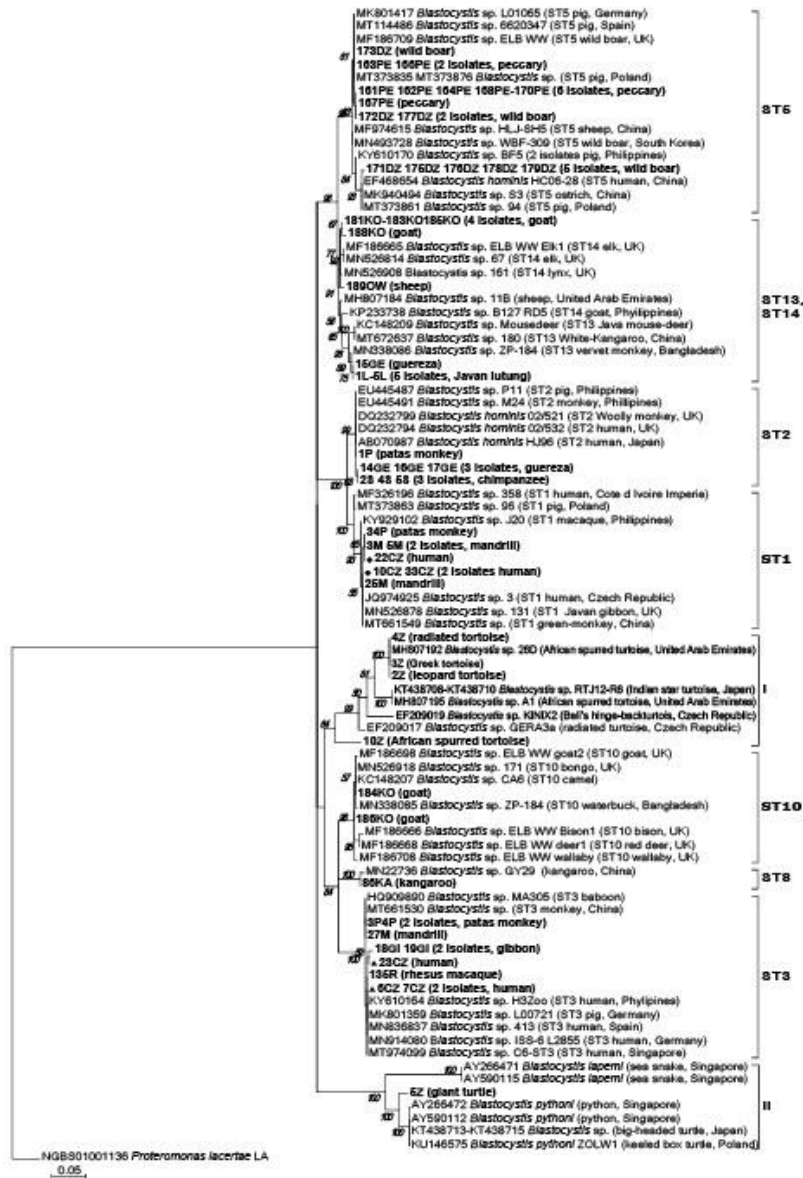 MK801417 Blastocystis sp. L01065 (ST5 pig, Germany)
MT114486 Blastocystis sp. 6620347 (ST5 pig, Spain)
MF186709 Blastocystis sp. ELB WW (ST5 wild boar, UK)
173DZ (wild boar)
163PE 166PE (2 isolates, peccary)
MT373835 MT373876 Blastocystis sp. (ST5 pig, Poland)
161PE 162PE 164PE 168PE-170PE (6 isolates, peccary)
167PE (peccary)
172DZ 177DZ (2 isolates, wild boar)
MF974615 Blastocystis sp. HLJ-SH5 (ST5 sheep, China)
MN493728 Blastocystis sp. WBF-309 (ST5 wild boar, South Korea)
KY610170 Blastocystis sp. BF5 (2 isolates pig, Philippines)
171DZ 175DZ 176DZ 178DZ 179DZ (5 isolates, wild boar)
EF468654 Blastocystis hominis HC06-28 (ST5 human, China)
MK940494 Blastocystis sp. S3 (ST5 ostrich, China)
MT373861 Blastocystis sp. 94 (ST5 pig, Poland)
ST5
181KO-183KO185KO (4 isolates, goat)
188KO (goat)
MF186665 Blastocystis sp. ELB WW Elk1 (ST14 elk, UK)
MN526814 Blastocystis sp. 67 (ST14 elk, UK)
MN526908 Blastocystis sp. 161 (ST14 lynx, UK)
189OW (sheep)
MH807184 Blastocystis sp. 11B (sheep, United Arab Emirates)
KP233738 Blastocystis sp. B127 RD5 (ST14 goat, Phyilippines)
KC148209 Blastocystis sp. Mousedeer (ST13 Java mouse-deer)
MT672637 Blastocystis sp. 180 (ST13 White-Kangaroo, China)
MN338086 Blastocystis sp. ZP-184 (ST13 vervet monkey, Bangladesh)
15GE (guereza)
1L-5L (5 isolates, Javan lutung)
ST13,
ST14
EU445487 Blastocystis sp. P11 (ST2 pig, Philippines)
EU445491 Blastocystis sp. M24 (ST2 monkey, Phillipines)
DQ232799 Blastocystis hominis 02/521 (ST2 Woolly monkey, UK)
DQ232794 Blastocystis hominis 02/532 (ST2 human, UK)
AB070987 Blastocystis hominis HJ96 (ST2 human, Japan)
1P (patas monkey)
14GE 16GE 17GE (3 isolates, guereza)
2S 4S 5S (3 isolates, chimpanzee)
ST2
MF326196 Blastocystis sp. 358 (ST1 human, Cote d Ivoire Imperie)
MT373863 Blastocystis sp. 96 (ST1 pig, Poland)
KY929102 Blastocystis sp. J20 (ST1 macaque, Philippines)
34P (patas monkey)
3M 5M (2 isolates, mandrill)
22CZ (human)
10CZ 33CZ (2 isolates human)
25M (mandrill)
JQ974925 Blastocystis sp. 3 (ST1 human, Czech Republic)
MN526878 Blastocystis sp. 131 (ST1 Javan gibbon, UK)
MT661549 Blastocystis sp. (ST1 green-monkey, China)
ST1
4Z (radiated tortoise)
MH807192 Blastocystis sp. 26D (African spurred turtoise, United Arab Emirates)
3Z (Greek tortoise)
2Z (leopard tortoise)
KT438708-KT438710 Blastocystis sp. RTJ12-R6 (Indian star turtoise, Japan)
MH807195 Blastocystis sp. A1 (African spurred tortoise, United Arab Emirates)
EF209019 Blastocystis sp. KINIX2 (Bell's hinge-backturtois, Czech Republic)
EF209017 Blastocystis sp. GERA3a (radiated turtoise, Czech Republic)
10Z (African spurred tortoise)
I
MF186698 Blastocystis sp. ELB WW goat2 (ST10 goat, UK)
MN526918 Blastocystis sp. 171 (ST10 bongo, UK)
KC148207 Blastocystis sp. CA6 (ST10 camel)
184KO (goat)
MN338085 Blastocystis sp. ZP-184 (ST10 waterbuck, Bangladesh)
186KO (goat)
MF186666 Blastocystis sp. ELB WW Bison1 (ST10 bison, UK)
MF186668 Blastocystis sp. ELB WW deer1 (ST10 red deer, UK)
MF186708 Blastocystis sp. ELB WW wallaby (ST10 wallaby, UK)
ST10
MN22736 Blastocystis sp. GY29 (kangaroo, China)
86KA (kangaroo)
ST8
HQ909890 Blastocystis sp. MA305 (ST3 baboon)
MT661530 Blastocystis sp. (ST3 monkey, China)
3P4P (2 isolates, patas monkey)
27M (mandrill)
18GI 19GI (2 isolates, gibbon)
23CZ (human)
135R (rhesus macaque)
6CZ 7CZ (2 isolates, human)
KY610164 Blastocystis sp. H3Zoo (ST3 human, Phylipines)
MK801359 Blastocystis sp. L00721 (ST3 pig, Germany)
MN836837 Blastocystis sp. 413 (ST3 human, Spain)
MN914080 Blastocystis sp. ISS-6 L2855 (ST3 human, Germany)
MT974099 Blastocystis sp. C6-ST3 (ST3 human, Singapore)
ST3
AY266471 Blastocystis lapemi (sea snake, Singapore)
AY590115 Blastocystis lapemi (sea snake, Singapore)
5Z (giant turtle)
AY266472 Blastocystis pythoni (python, Singapore)
AY590112 Blastocystis pythoni (python, Singapore)
KT438713-KT438715 Blastocystis sp. (big-headed turtle, Japan)
KU146575 Blastocystis pythoni ZOLW1 (keeled box turtle, Poland)
II
NGBS01001136 Proteromonas lacertae LA
0.05